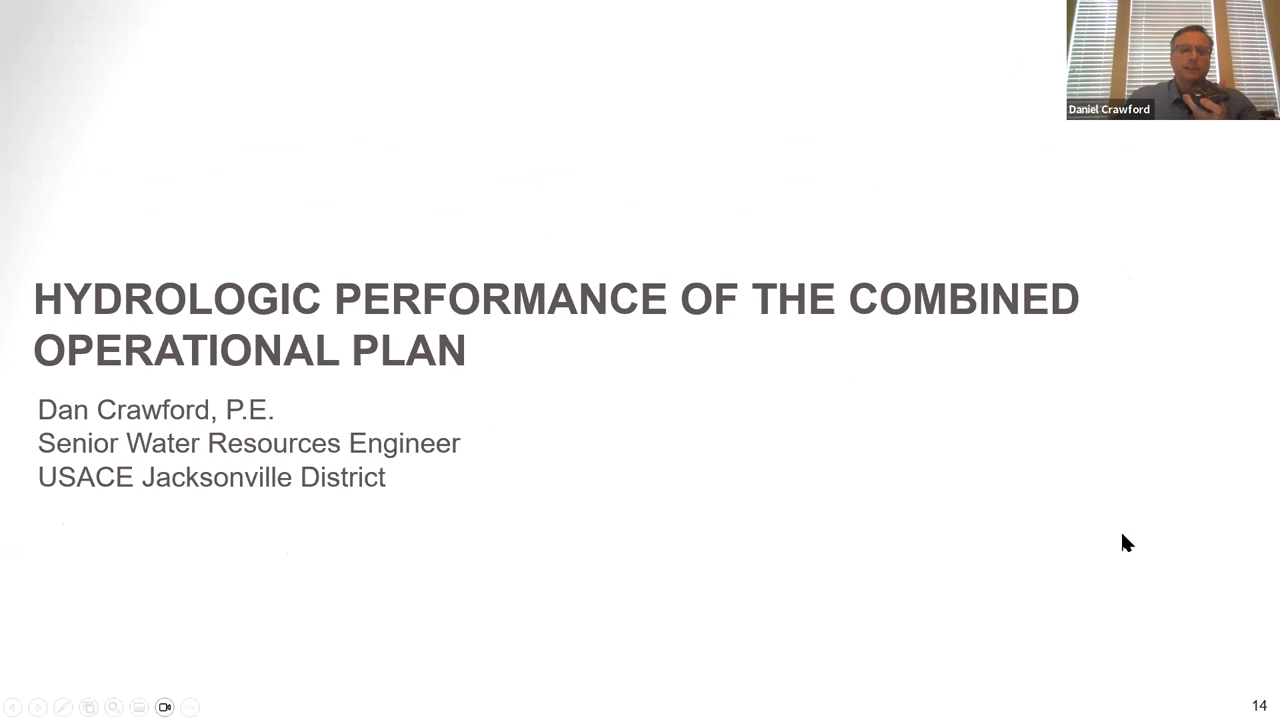 Daniel Crawford
HYDROLOGIC PERFORMANCE OF THE COMBINED
OPERATIONAL PLAN
Dan Crawford, P.E.
Senior Water Resources Engineer
USACE Jacksonville District
14